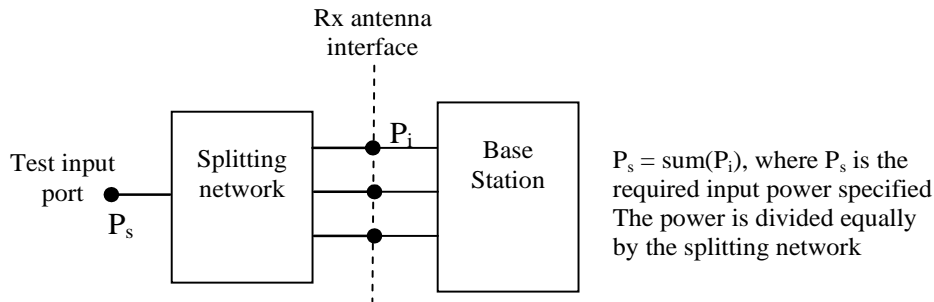 Rx antenna
interface
Test input
port
Pₛ
Splitting
network
Pᵢ
Base
Station
Pₛ = sum(Pᵢ), where Pₛ is the
required input power specified
The power is divided equally
by the splitting network